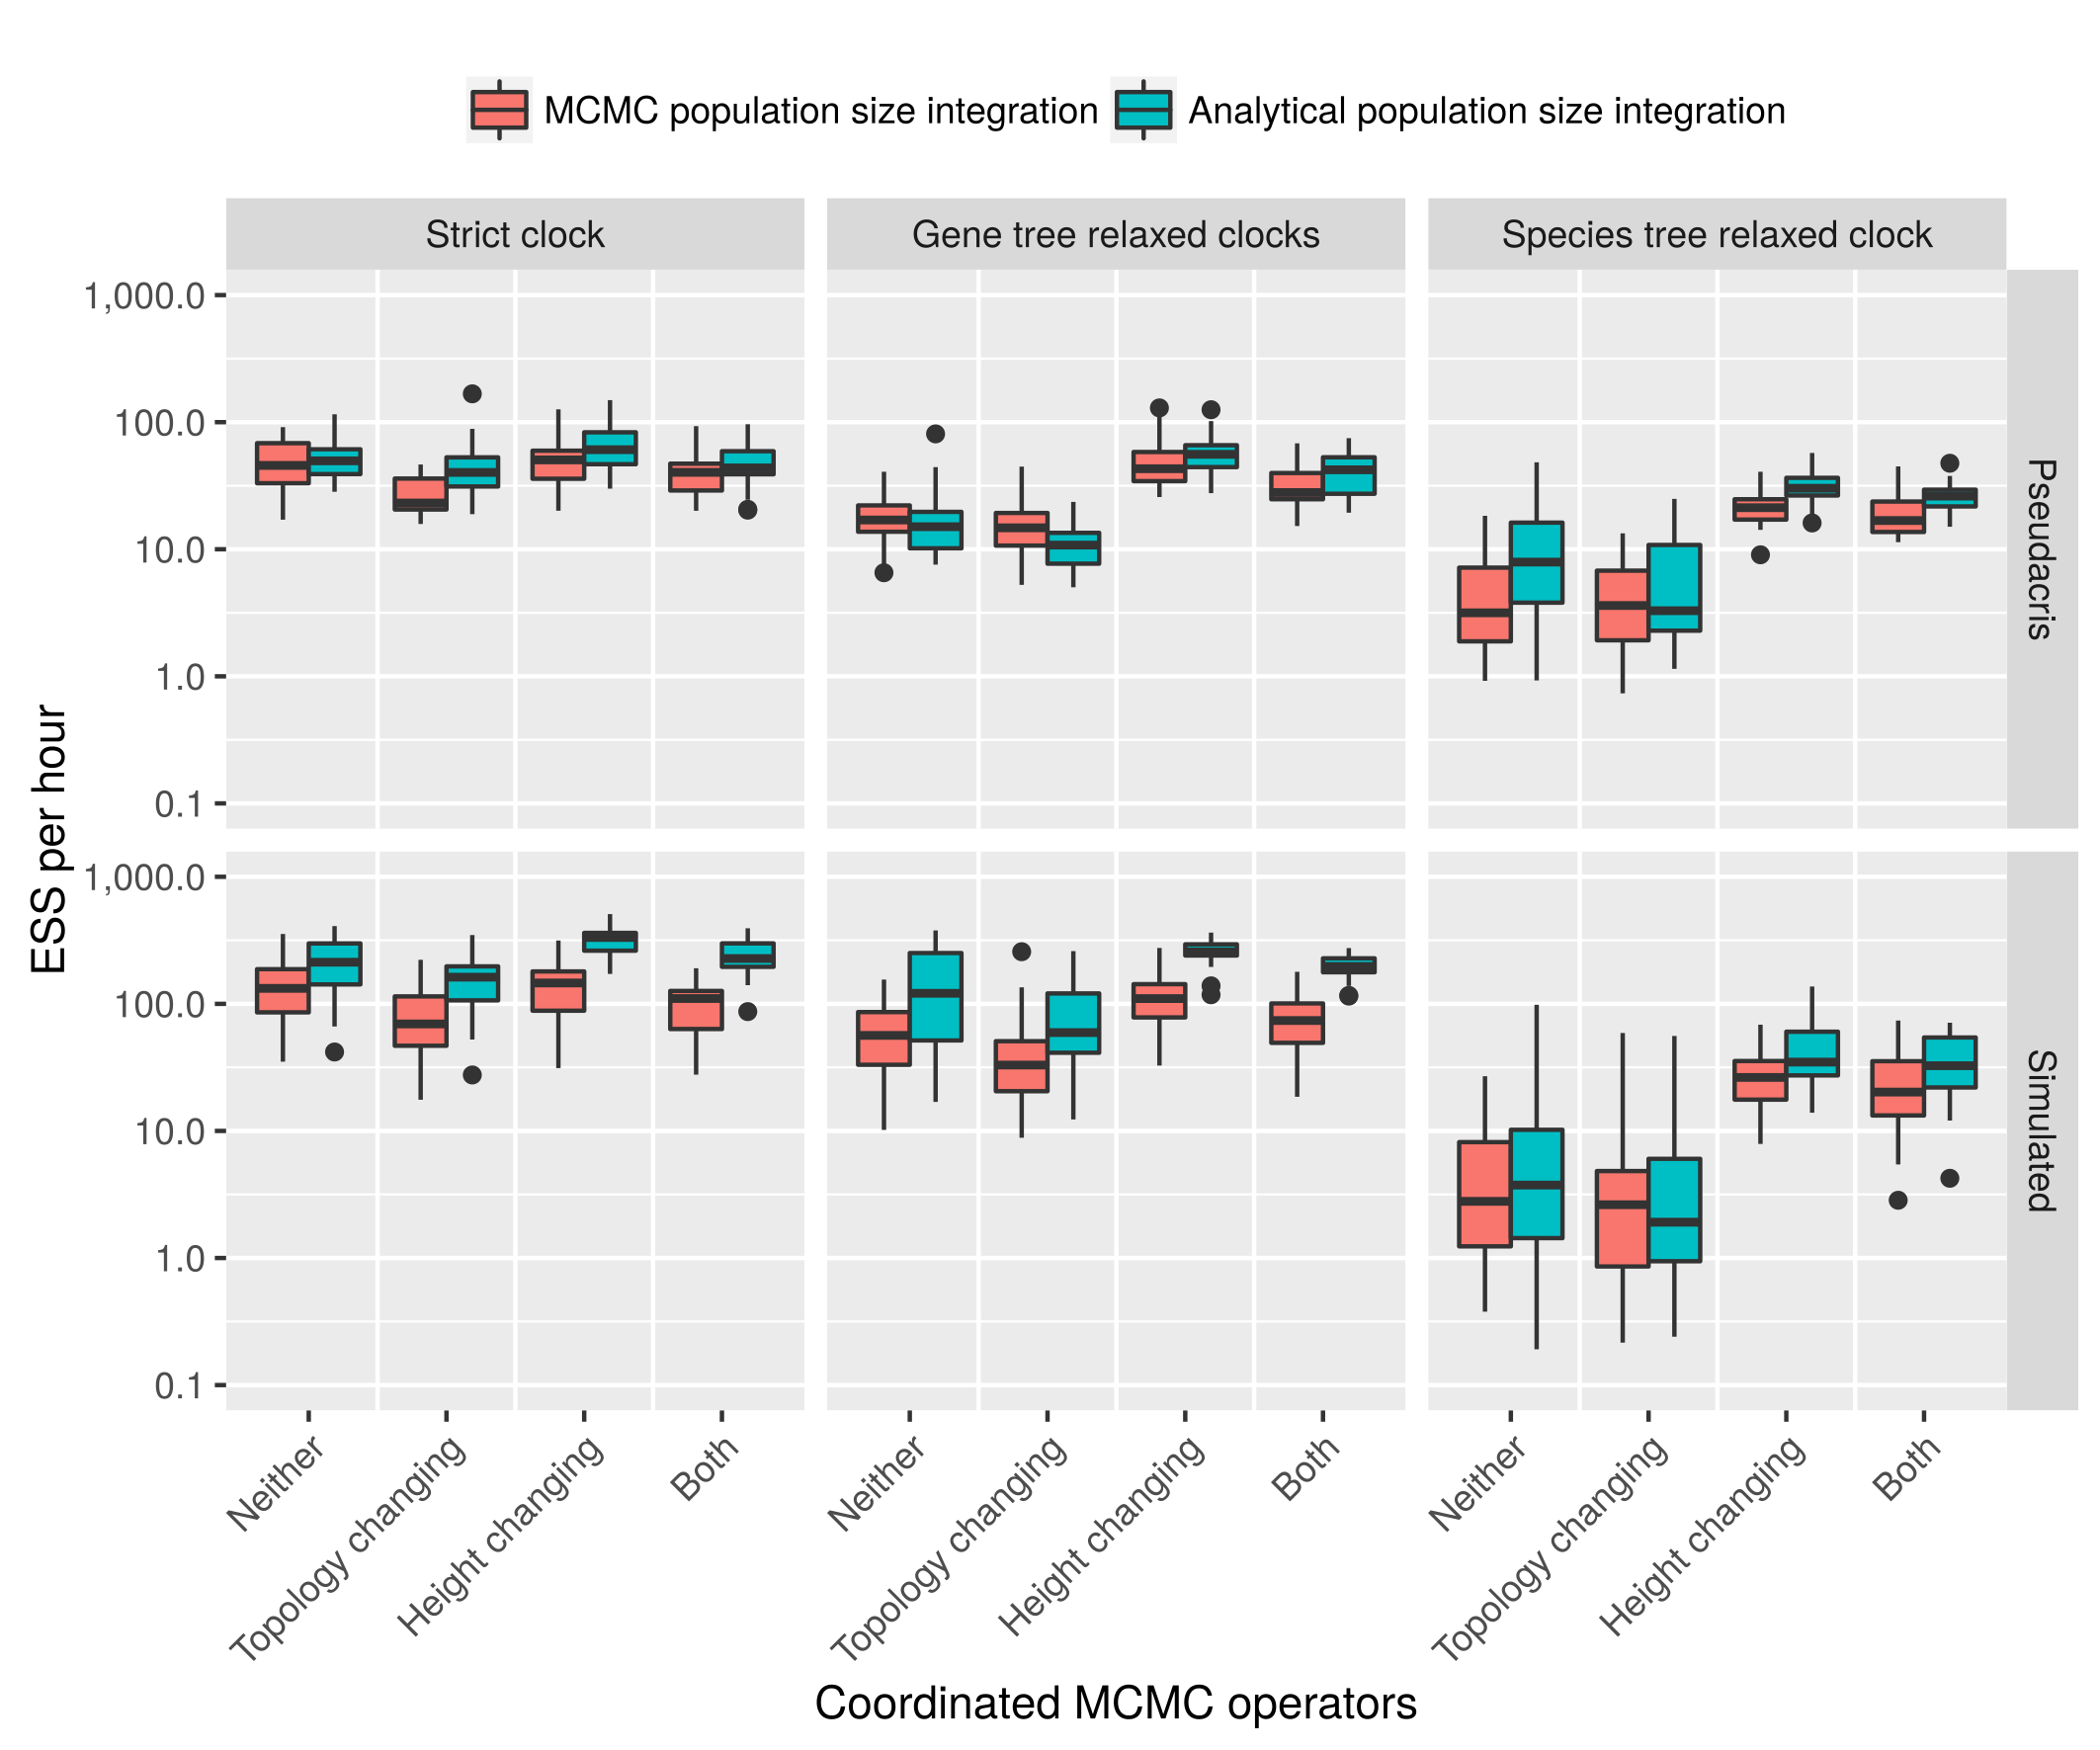 MCMC population size integration Analytical population size integration
Strict clock Gene tree relaxed clocks Species tree relaxed clock
1,000.0
100.0
10.0
1.0
0.1
Pseudacris
ESS per hour
1,000.0
100.0
10.0
1.0
0.1
Simulated
Neither Topology changing Height changing Both Neither Topology changing Height changing Both Neither Topology changing Height changing Both
Coordinated MCMC operators